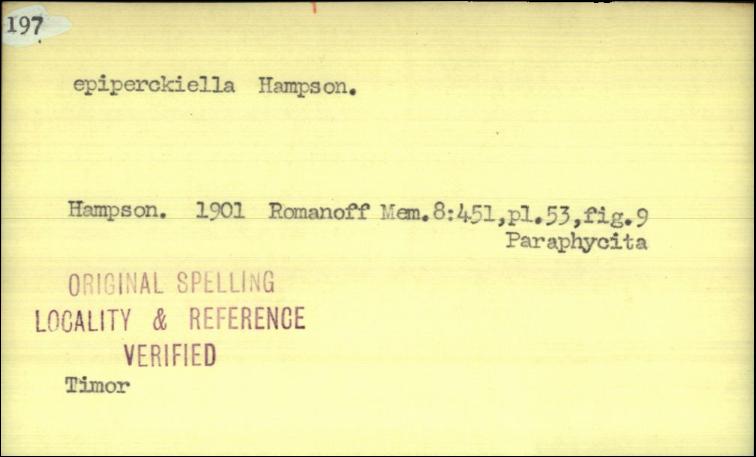 197
epiperckiella Hampson.
Hampson. 1901 Romanoff Mem.8:451,pl.53,fig.9
Paraphycita
ORIGINAL SPELLING
LOCALITY & REFERENCE
VERIFIED
Timor